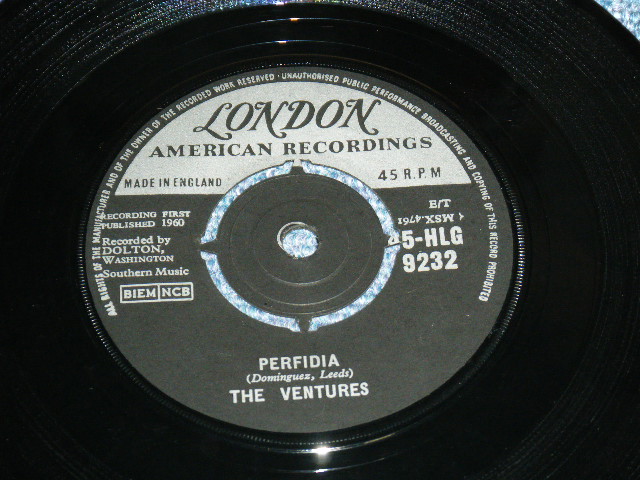 ALL RIGHTS OF THE MANUFACTURER AND OF THE OWNER OF THE RECORDED WORK RESERVED · UNAUTHORISED PUBLIC PERFORMANCE BROADCASTING AND COPYING OF THIS RECORD PROHIBITED
LONDON
AMERICAN RECORDINGS
MADE IN ENGLAND
45 R.P.M
RECORDING FIRST
PUBLISHED 1960
Recorded by
DOLTON,
WASHINGTON
Southern Music
BIEM NCB
T/E
MSX.4761
45-HLG
9232
PERFIDIA
(Dominguez, Leeds)
THE VENTURES